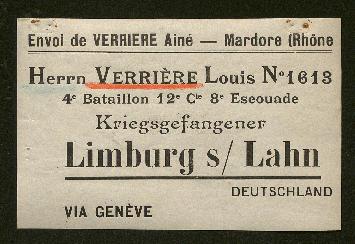 Envoi de VERRIERE Ainé — Mardore (Rhône
Herrn VERRIÈRE Louis No 1613
4e Bataillon 12e Cie 8e Escouade
Kriegsgefangener
Limburg s/ Lahn
DEUTSCHLAND
VIA GENÈVE